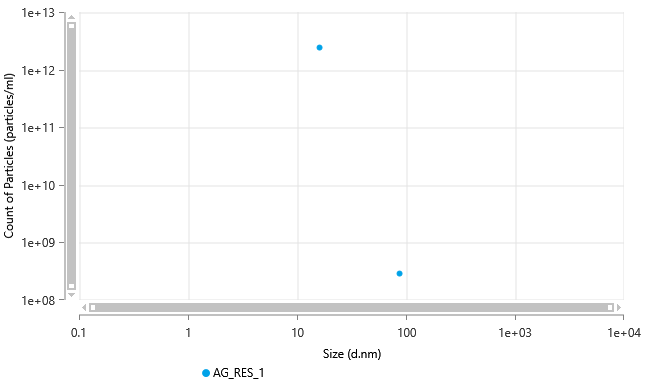 Count of Particles (particles/ml)
1e+13
1e+12
1e+11
1e+10
1e+09
1e+08
0.1 1 10 100 1e+03 1e+04
Size (d.nm)
AG_RES_1